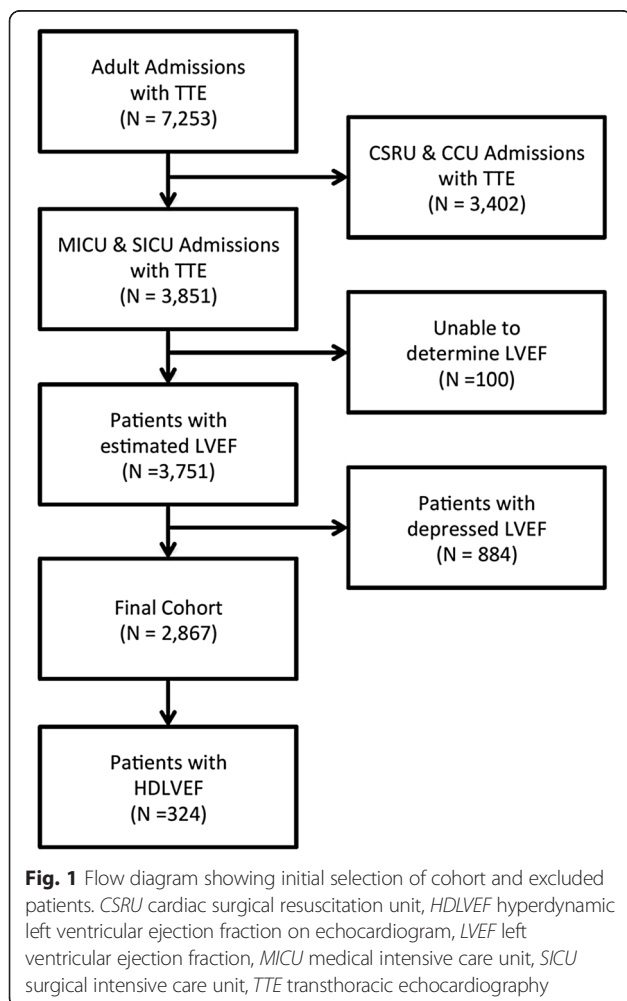 Adult Admissions
with TTE
(N = 7,253)
CSRU & CCU Admissions
with TTE
(N = 3,402)
MICU & SICU Admissions
with TTE
(N = 3,851)
Unable to
determine LVEF
(N =100)
Patients with
estimated LVEF
(N =3,751)
Patients with
depressed LVEF
(N = 884)
Final Cohort
(N = 2,867)
Patients with
HDLVEF
(N =324)
Fig. 1 Flow diagram showing initial selection of cohort and excluded
patients. CSRU cardiac surgical resuscitation unit, HDLVEF hyperdynamic
left ventricular ejection fraction on echocardiogram, LVEF left
ventricular ejection fraction, MICU medical intensive care unit, SICU
surgical intensive care unit, TTE transthoracic echocardiography